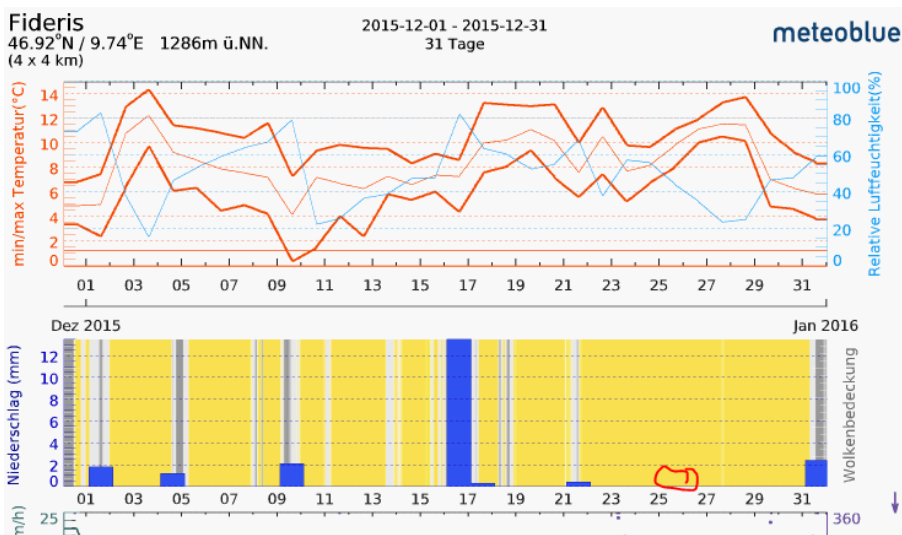 Fideris
46.92°N / 9.74°E 1286m ü.NN.
(4 x 4 km)
2015-12-01 - 2015-12-31
31 Tage
meteoblue
min/max Temperatur(°C)
14
12
10
8
6
4
2
0
100
80
60
40
20
0
Relative Luftfeuchtigkeit(%)
01 03 05 07 09 11 13 15 17 19 21 23 25 27 29 31
Dez 2015
Jan 2016
Niederschlag (mm)
12
10
8
6
4
2
0
Wolkenbedeckung
01 03 05 07 09 11 13 15 17 19 21 23 25 27 29 31
m/h)
25
360